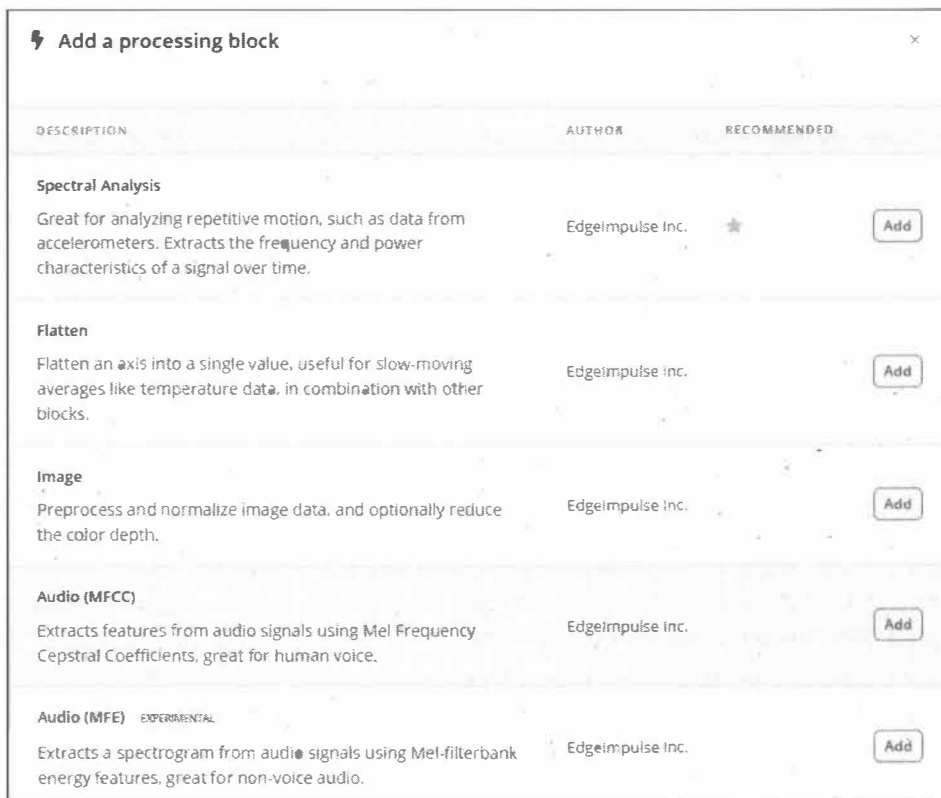 Add a processing block
×
DESCRIPTION AUTHOR RECOMMENDED
Spectral Analysis
Great for analyzing repetitive motion, such as data from
accelerometers. Extracts the frequency and power
characteristics of a signal over time.
EdgeImpulse Inc.
Add
Flatten
Flatten an axis into a single value, useful for slow-moving
averages like temperature data, in combination with other
blocks.
EdgeImpulse Inc.
Add
Image
Preprocess and normalize image data, and optionally reduce
the color depth.
EdgeImpulse Inc.
Add
Audio (MFCC)
Extracts features from audio signals using Mel Frequency
Cepstral Coefficients, great for human voice.
EdgeImpulse Inc.
Add
Audio (MFE) EXPERIMENTAL
Extracts a spectrogram from audio signals using Mel-filterbank
energy features, great for non-voice audio.
EdgeImpulse Inc.
Add